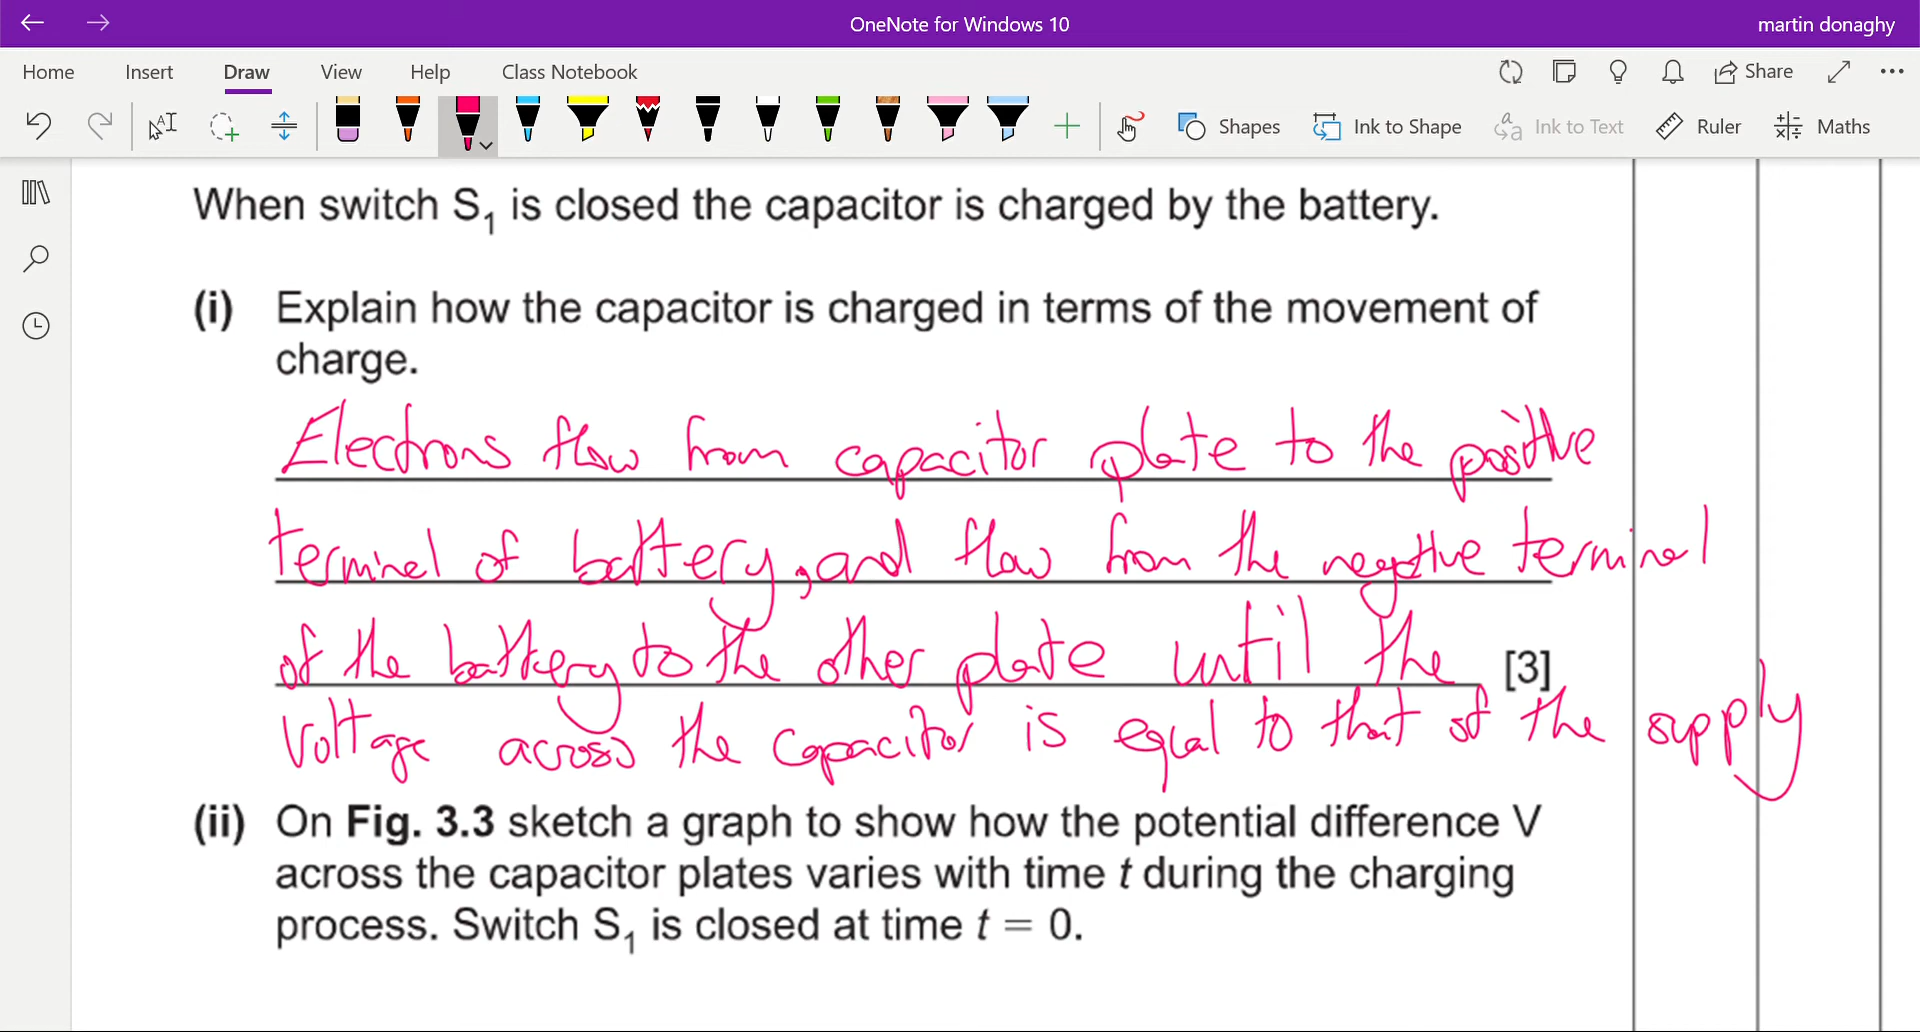 OneNote for Windows 10
martin donaghy
Home Insert Draw View Help Class Notebook Share
Shapes Ink to Shape Ink to Text Ruler Maths
When switch S₁ is closed the capacitor is charged by the battery.
(i) Explain how the capacitor is charged in terms of the movement of
charge.
Electrons flow from capacitor plate to the positive
terminal of battery, and flow from the negative terminal
of the battery to the other plate until the [3]
voltage across the capacitor is equal to that of the supply
(ii) On Fig. 3.3 sketch a graph to show how the potential difference V
across the capacitor plates varies with time t during the charging
process. Switch S₁ is closed at time t = 0.